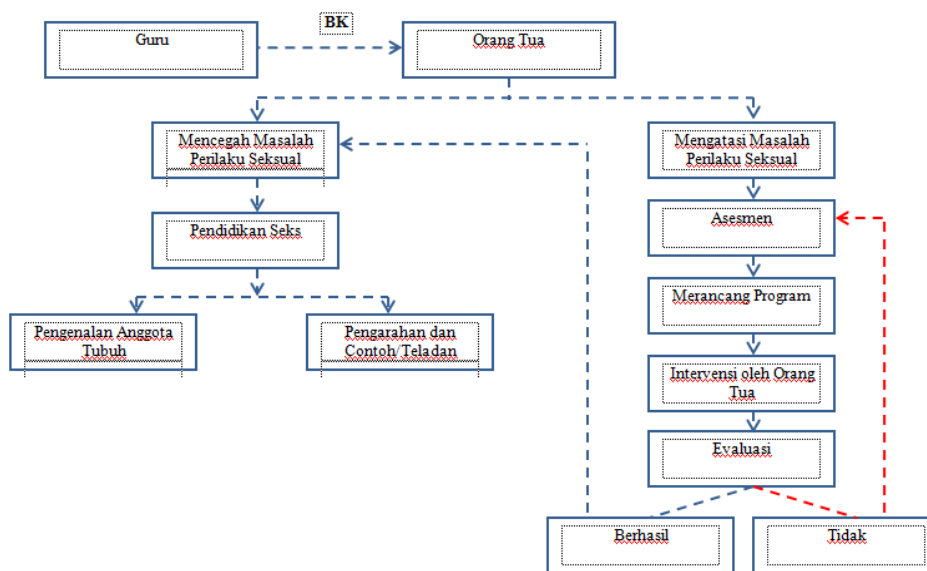 BK
Guru
Orang Tua
Mencegah Masalah
Perilaku Seksual
Mengatasi Masalah
Perilaku Seksual
Pendidikan Seks
Asesmen
Merancang Program
Pengenalan Anggota
Tubuh
Pengarahan dan
Contoh/Teladan
Intervensi oleh Orang
Tua
Evaluasi
Berhasil
Tidak